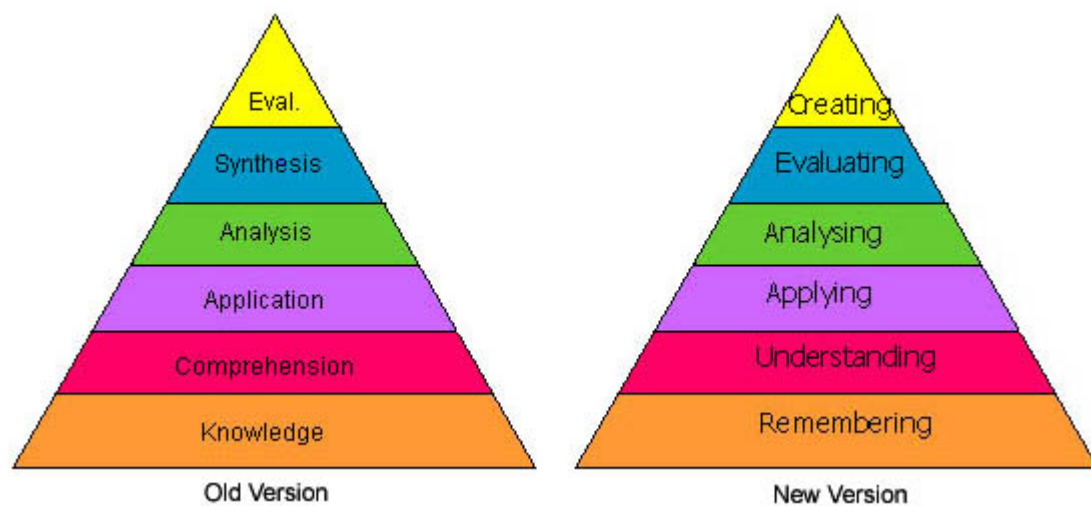 Eval.
Synthesis
Analysis
Application
Comprehension
Knowledge
Old Version
Creating
Evaluating
Analysing
Applying
Understanding
Remembering
New Version